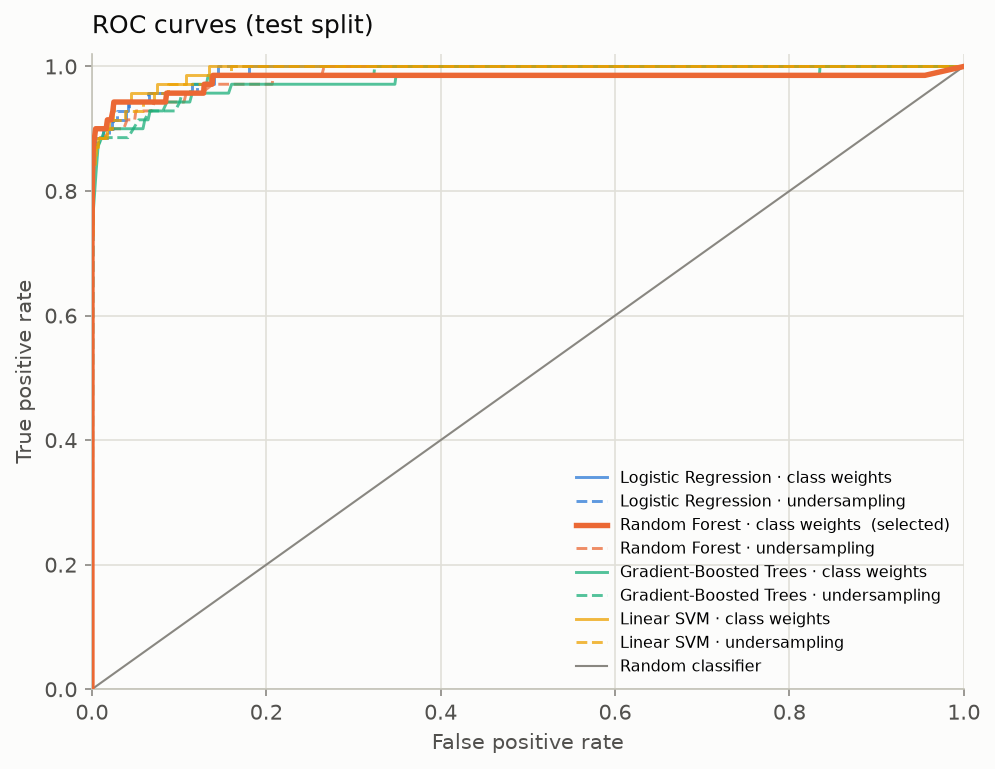 ROC curves (test split)
1.0
0.8
0.6
0.4
0.2
0.0
True positive rate
Logistic Regression · class weights
Logistic Regression · undersampling
Random Forest · class weights  (selected)
Random Forest · undersampling
Gradient-Boosted Trees · class weights
Gradient-Boosted Trees · undersampling
Linear SVM · class weights
Linear SVM · undersampling
Random classifier
0.0 0.2 0.4 0.6 0.8 1.0
False positive rate